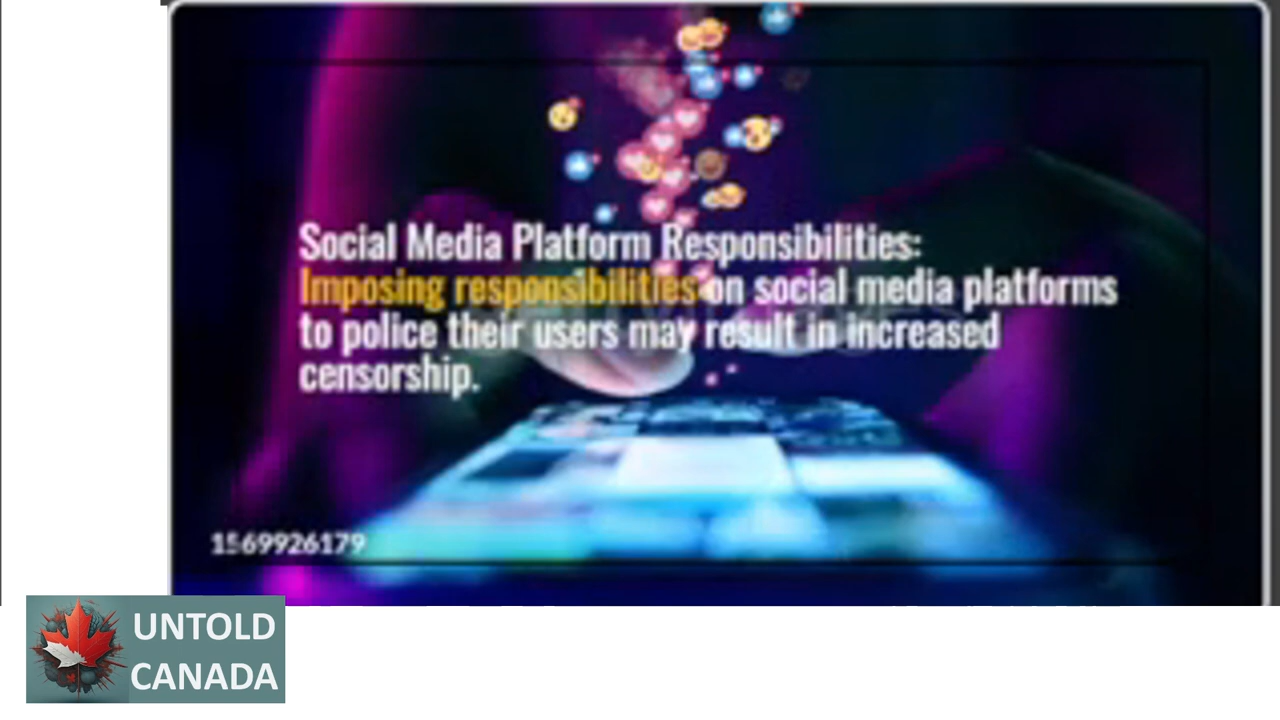 Social Media Platform Responsibilities:
Imposing responsibilities on social media platforms
to police their users may result in increased
censorship.
1569926179
UNTOLD
CANADA